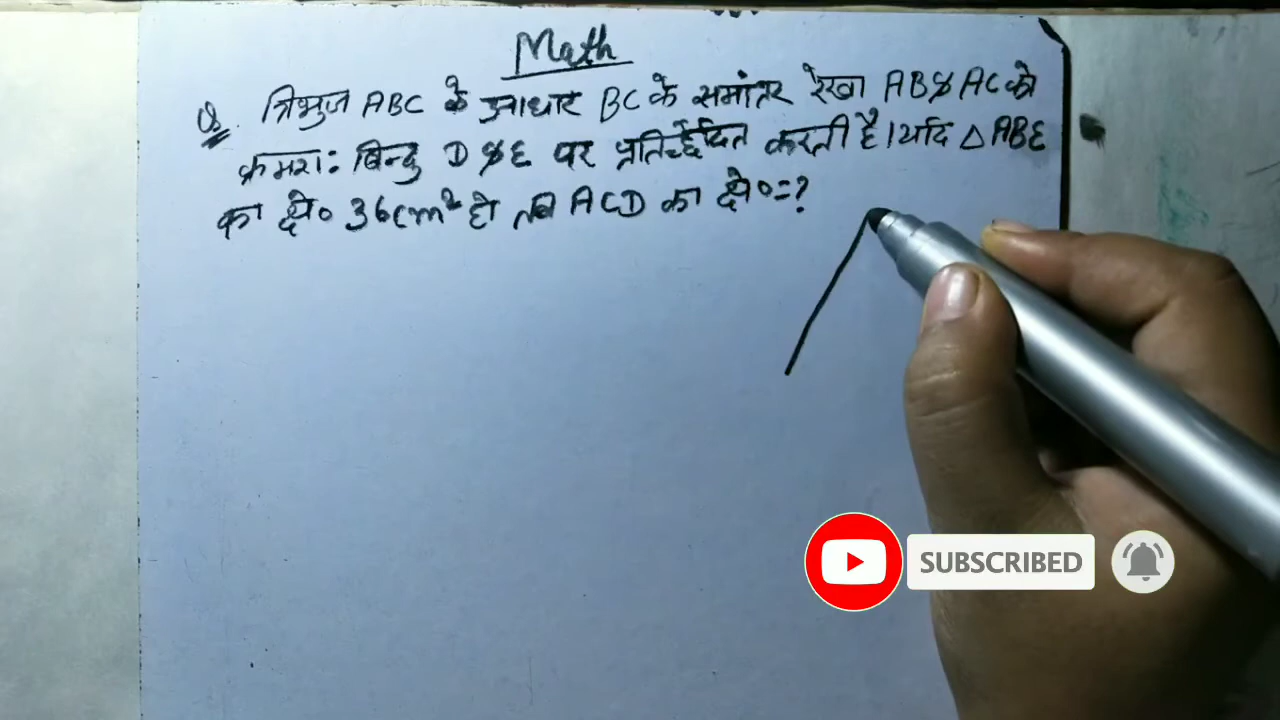 Math
Q. त्रिभुज ABC के आधार BC के समांतर रेखा AB & AC को
क्रमश: बिन्दु D & E पर प्रतिच्छेदित करती है। यदि △ ABE
का क्षे० 36cm² हो तब ACD का क्षे०=?
SUBSCRIBED